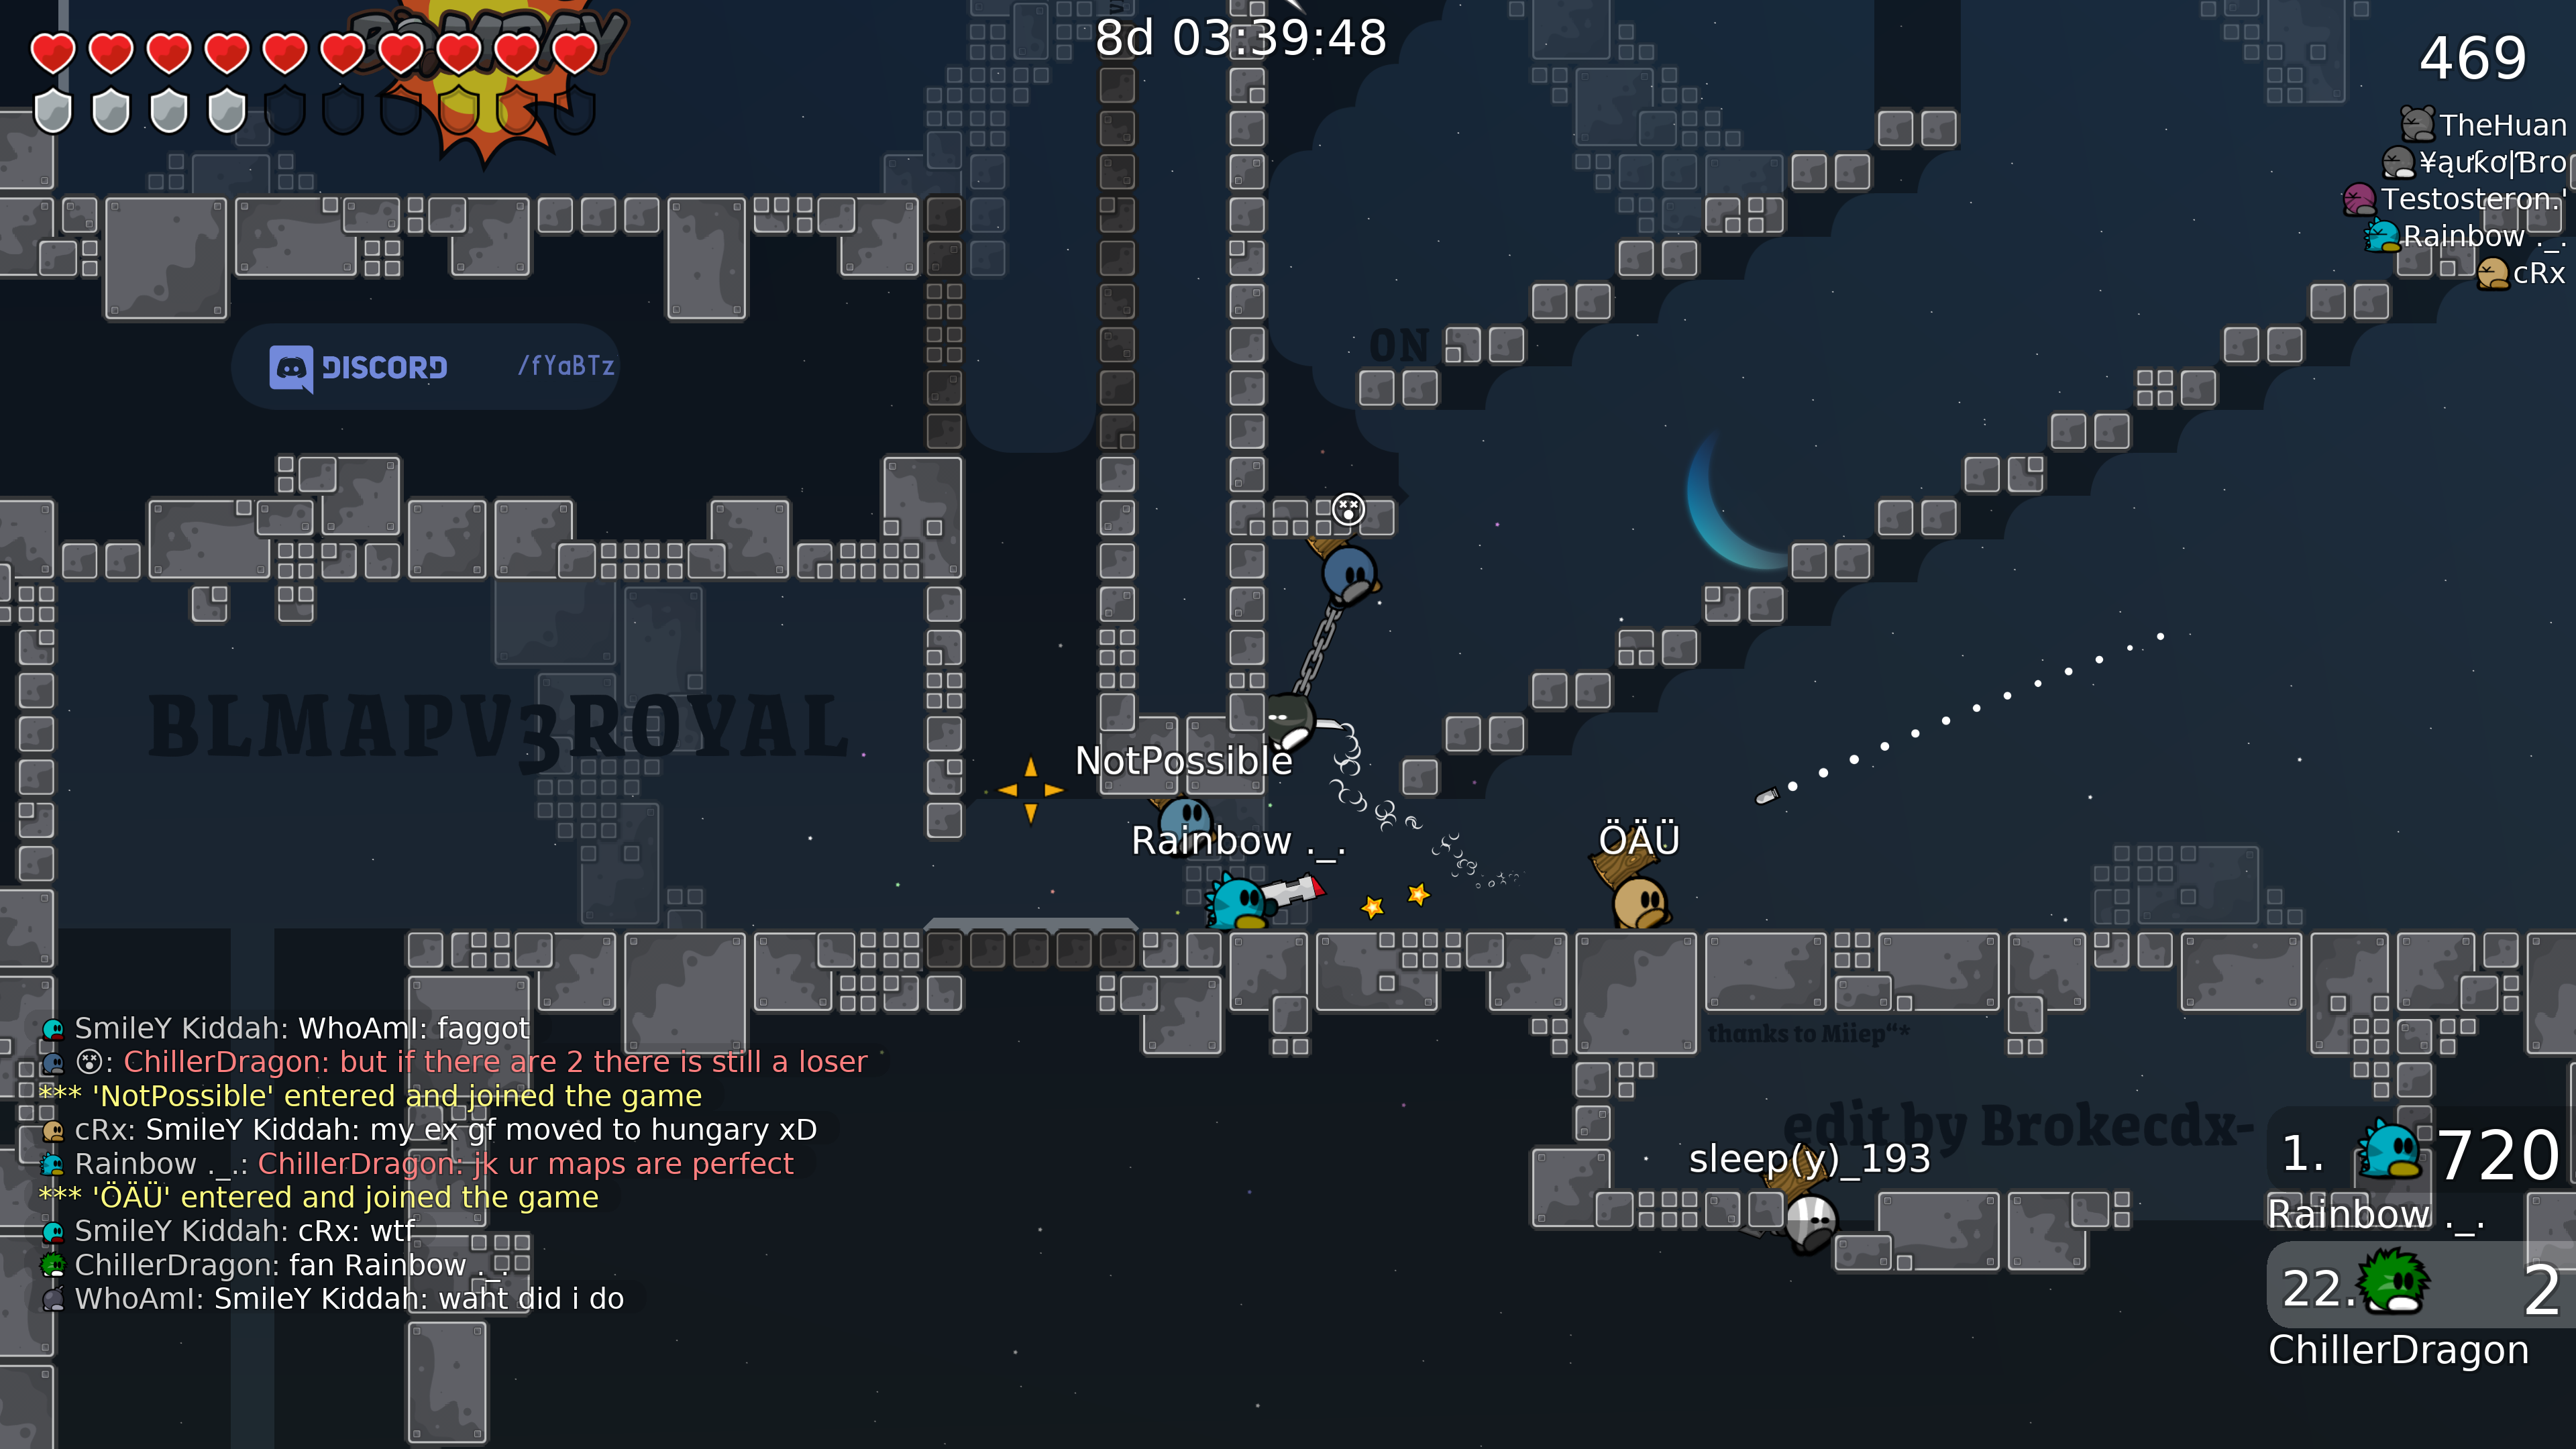 8d 03:39:48
469
TheHuan
Testosteron.'
Rainbow ._.
cRx
DISCORD /fYaBTz
ON
BLMAPV3ROYAL
NotPossible
Rainbow ._.
ÖÄÜ
thanks to Miiep“*
edit by Brokecdx-
sleep(y)_193
SmileY Kiddah: WhoAmI: faggot
😵: ChillerDragon: but if there are 2 there is still a loser
*** 'NotPossible' entered and joined the game
cRx: SmileY Kiddah: my ex gf moved to hungary xD
Rainbow ._.: ChillerDragon: jk ur maps are perfect
*** 'ÖÄÜ' entered and joined the game
SmileY Kiddah: cRx: wtf
ChillerDragon: fan Rainbow ._.
WhoAmI: SmileY Kiddah: waht did i do
1. 720
Rainbow ._.
22. 2
ChillerDragon